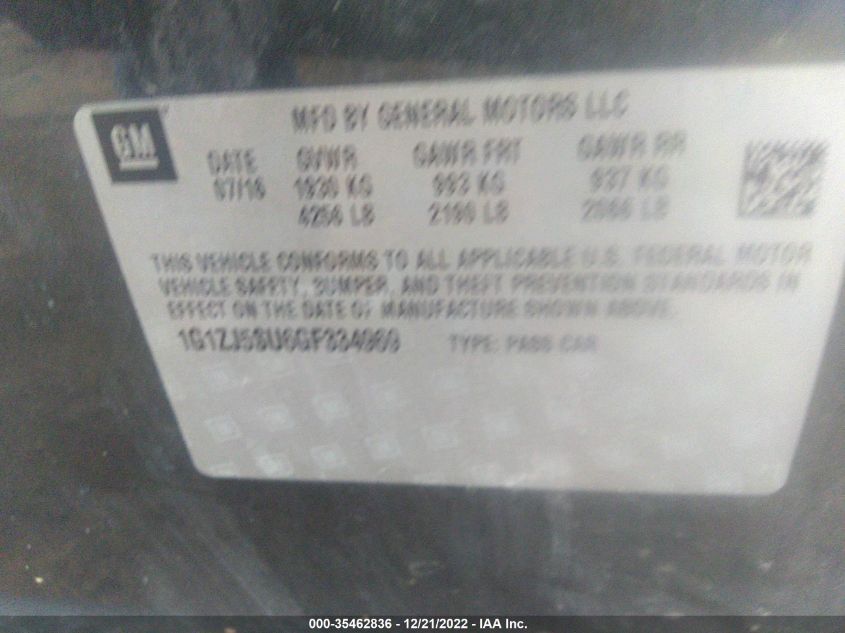 GM
MFD BY GENERAL MOTORS LLC
DATE GVWR GAWR FRT GAWR RR
07/16 1930 KG 993 KG 937 KG
4256 LB 2190 LB 2066 LB
THIS VEHICLE CONFORMS TO ALL APPLICABLE U.S. FEDERAL MOTOR
VEHICLE SAFETY, BUMPER, AND THEFT PREVENTION STANDARDS IN
EFFECT ON THE DATE OF MANUFACTURE SHOWN ABOVE.
1G1ZJ5SU6GF334969 TYPE: PASS CAR
000-35462836 - 12/21/2022 - IAA Inc.